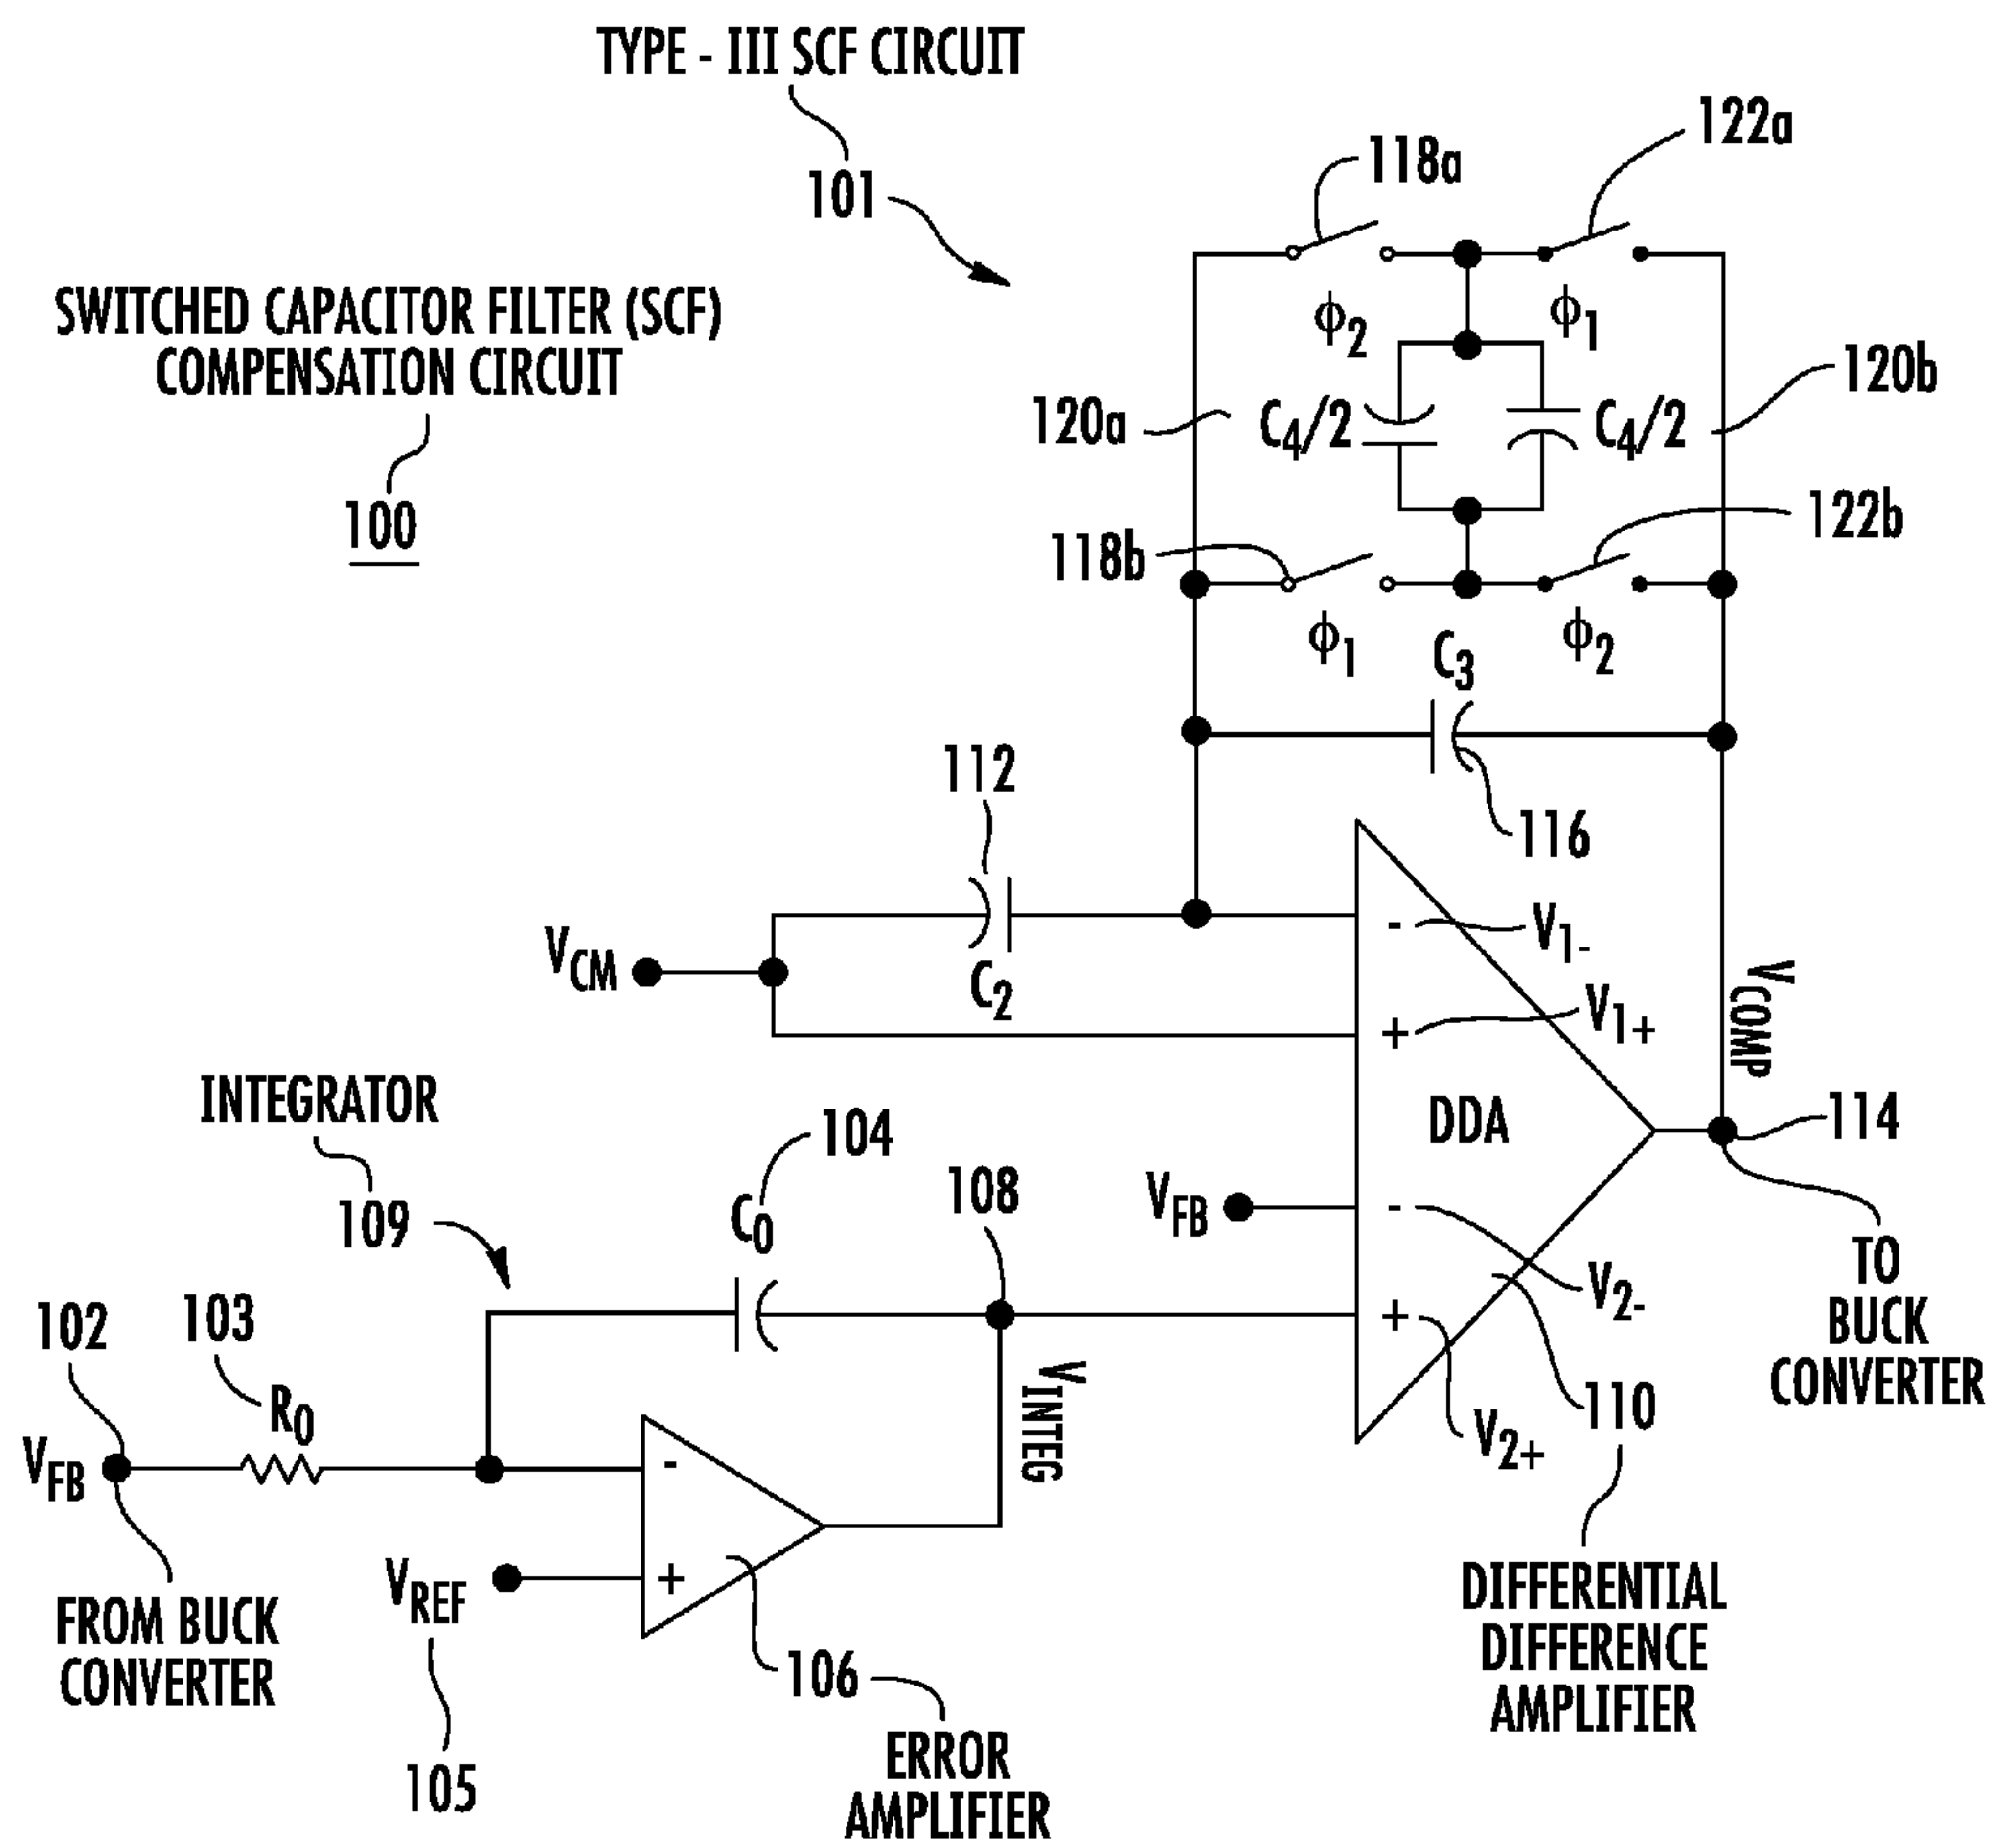 TYPE - III SCF CIRCUIT
101
118a
122a
SWITCHED CAPACITOR FILTER (SCF)
COMPENSATION CIRCUIT
100
ϕ2
ϕ1
120a
C4/2
C4/2
120b
118b
122b
ϕ1
ϕ2
C3
112
116
VCM
C2
-
V1-
+
V1+
VCOMP
INTEGRATOR
109
C0
104
108
DDA
114
VFB
-
V2-
TO
BUCK
CONVERTER
102
103
R0
+
V2+
110
VINTEG
VFB
-
VREF
+
FROM BUCK
CONVERTER
105
106
ERROR
AMPLIFIER
DIFFERENTIAL
DIFFERENCE
AMPLIFIER